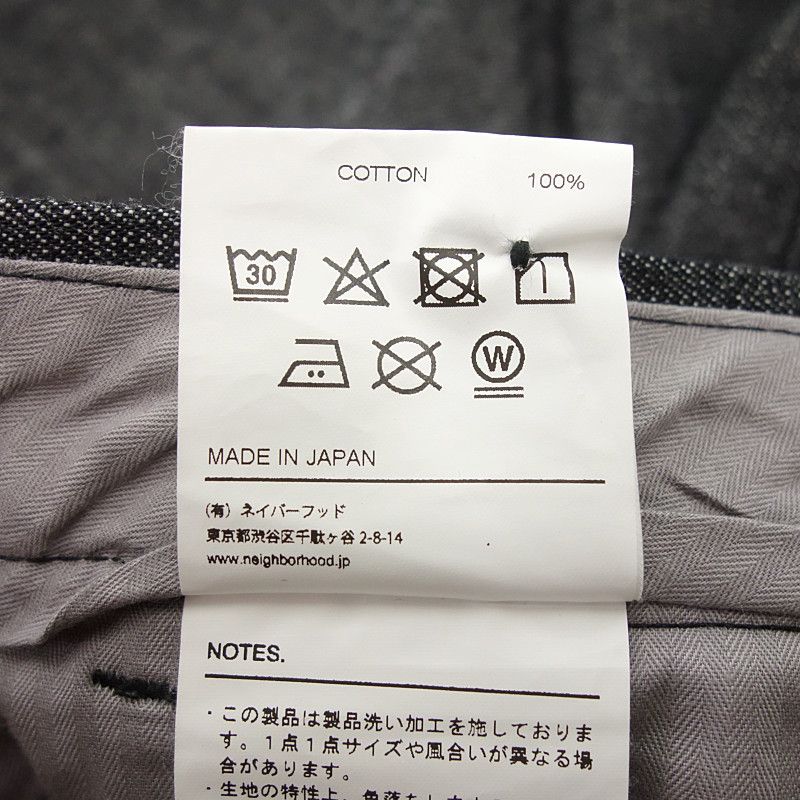 COTTON 100%
30
W
MADE IN JAPAN
(有) ネイバーフッド
東京都渋谷区千駄ヶ谷 2-8-14
www.neighborhood.jp
NOTES.
・この製品は製品洗い加工を施しておりま
す。1点1点サイズや風合いが異なる場
合があります。
・生地の特性上、色落ちし